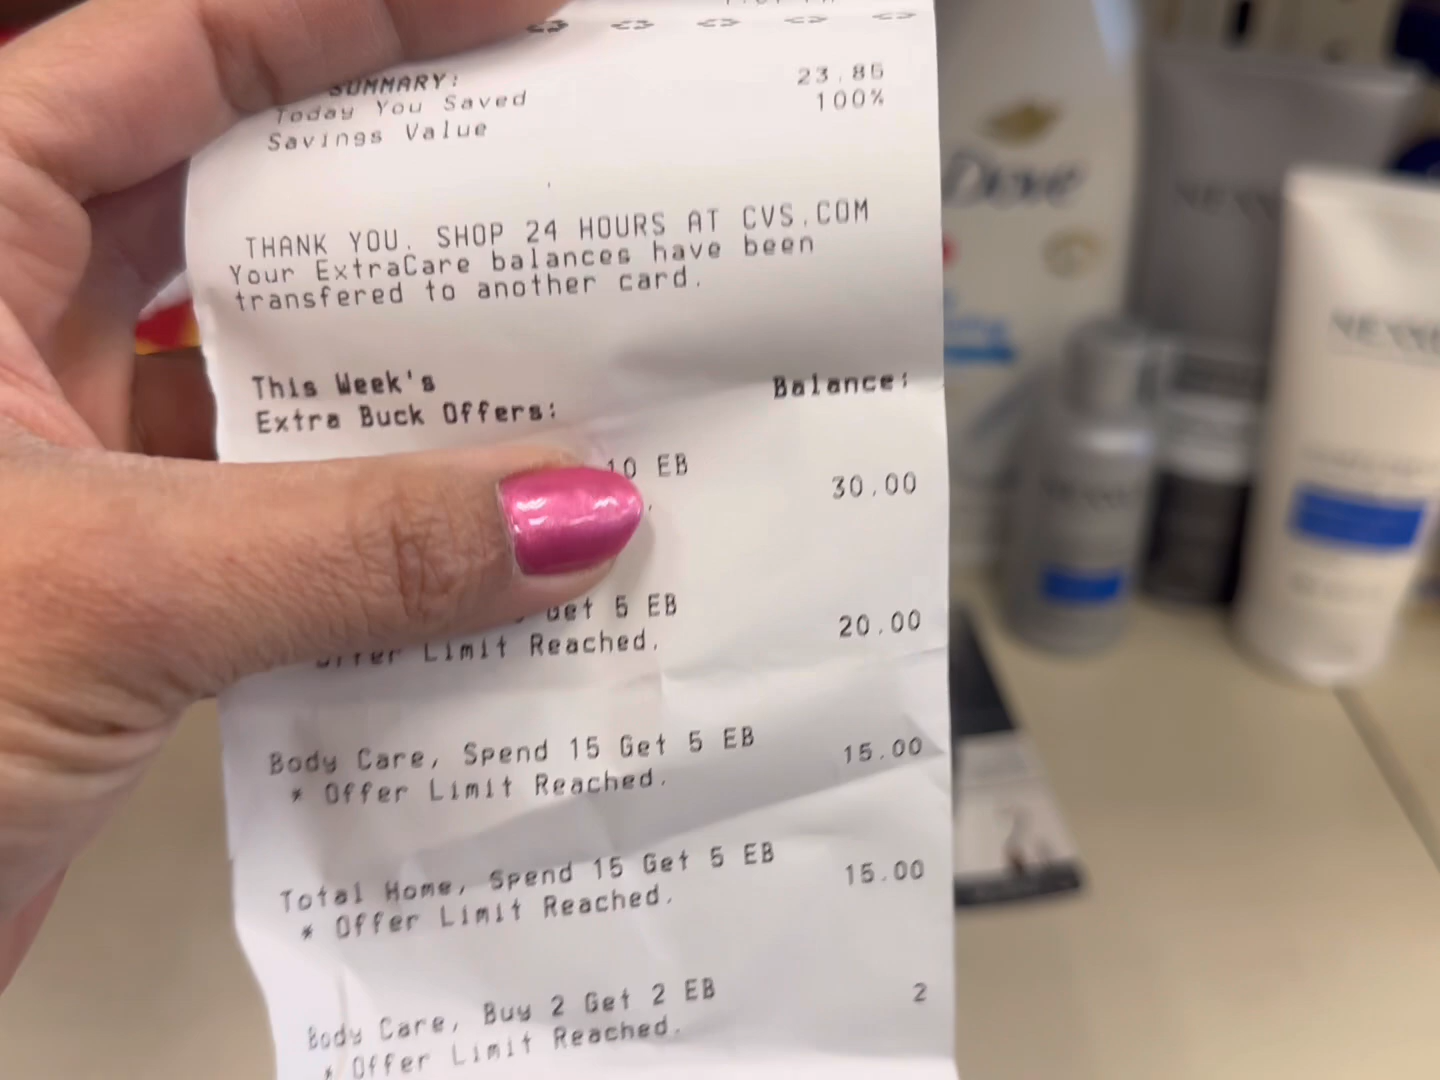 SUMMARY:
Today You Saved 23.85
Savings Value 100%
THANK YOU. SHOP 24 HOURS AT CVS.COM
Your ExtraCare balances have been
transfered to another card.
This Week's
Extra Buck Offers: Balance:
10 EB
30.00
Get 5 EB
Offer Limit Reached. 20.00
Body Care, Spend 15 Get 5 EB
* Offer Limit Reached. 15.00
Total Home, Spend 15 Get 5 EB
* Offer Limit Reached. 15.00
Body Care, Buy 2 Get 2 EB
* Offer Limit Reached. 2
Dove